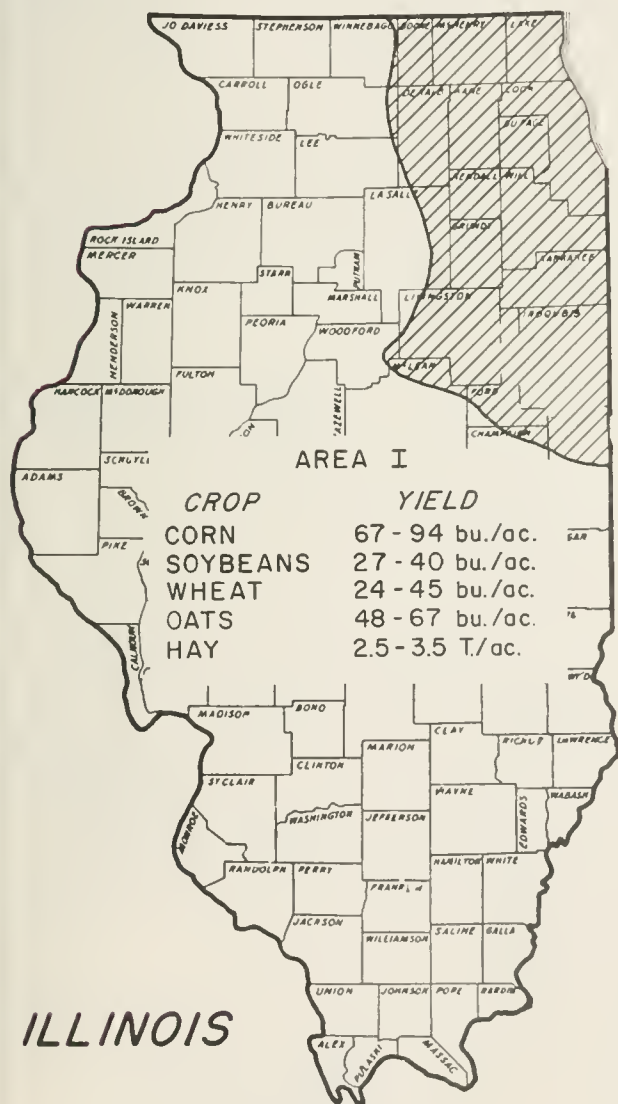 JO DAVIESS STEPHENSON WINNEBAGO BOONE McHENRY LAKE
CARROLL OGLE DEKALB KANE COOK
DUPAGE
WHITESIDE LEE
KENDALL WILL
HENRY BUREAU LASALLE
GRUNDY
ROCK ISLAND
KANKAKEE
MERCER
STARK PUTNAM
KNOX MARSHALL LIVINGSTON
WARREN IROQUOIS
HENDERSON PEORIA WOODFORD
FULTON McLEAN
HANCOCK McDONOUGH TAZEWELL FORD
CHAMPAIGN
SCHUYL
AREA I
ADAMS
BROWN
CROP YIELD
CORN 67-94 bu./ac.
PIKE SOYBEANS 27-40 bu./ac. GAR
WHEAT 24-45 bu./ac.
OATS 48-67 bu./ac.
CALHOUN HAY 2.5-3.5 T./ac.
MADISON BOND
CLAY RICHL'D LAWRENCE
MARION
CLINTON
ST CLAIR WAYNE WABASH
EDWARDS
MONROE WASHINGTON JEFFERSON
HAMILTON WHITE
RANDOLPH PERRY
FRANKLIN
JACKSON SALINE GALLA
WILLIAMSON
UNION JOHNSON POPE HARDIN
ILLINOIS
ALEX PULASKI MASSAC